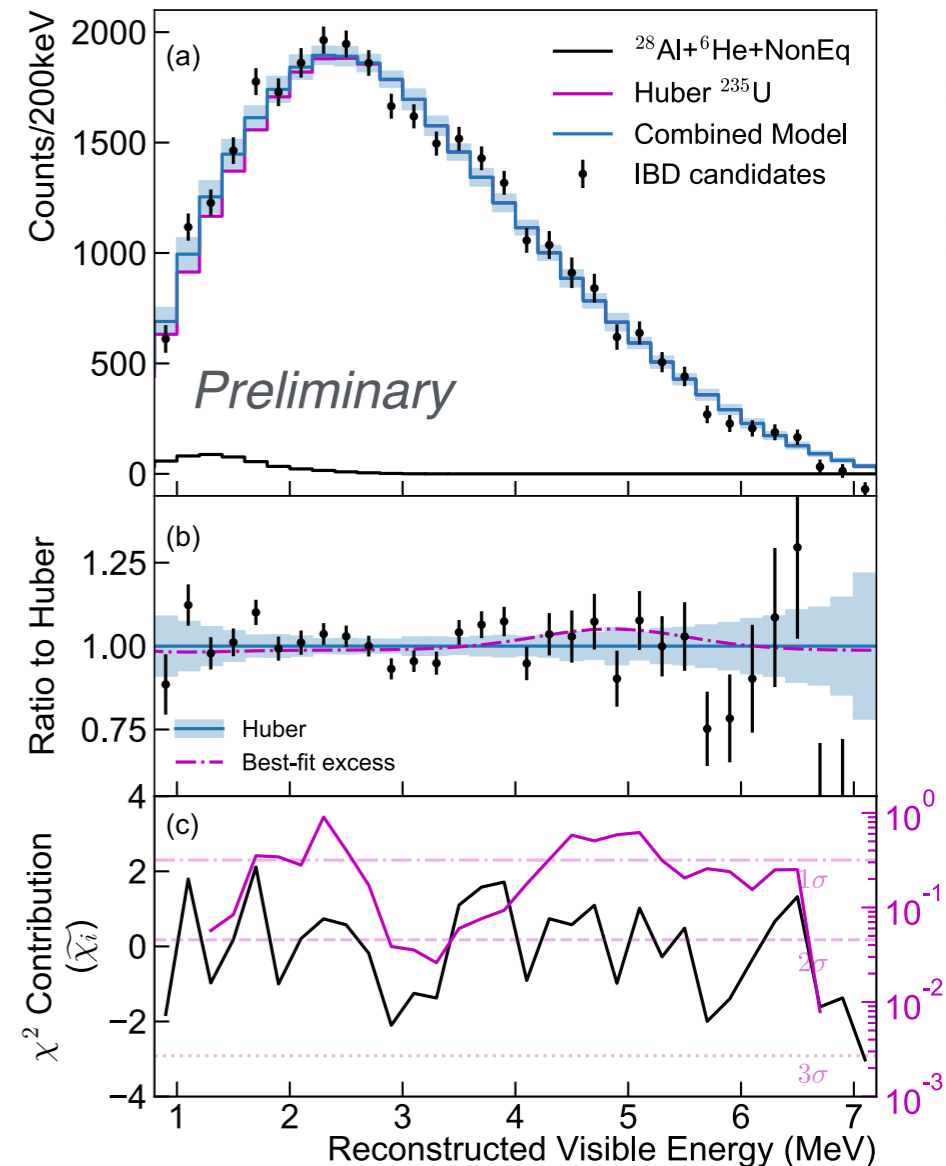 (a)
²⁸Al+⁶He+NonEq
Huber ²³⁵U
Combined Model
IBD candidates
Counts/200keV
2000
1500
1000
500
0
Preliminary
(b)
Ratio to Huber
1.25
1.00
0.75
Huber
Best-fit excess
(c)
χ² Contribution
(χ̃ᵢ)
4
2
0
−2
−4
10⁰
10⁻¹
10⁻²
10⁻³
1σ
2σ
3σ
1 2 3 4 5 6 7
Reconstructed Visible Energy (MeV)